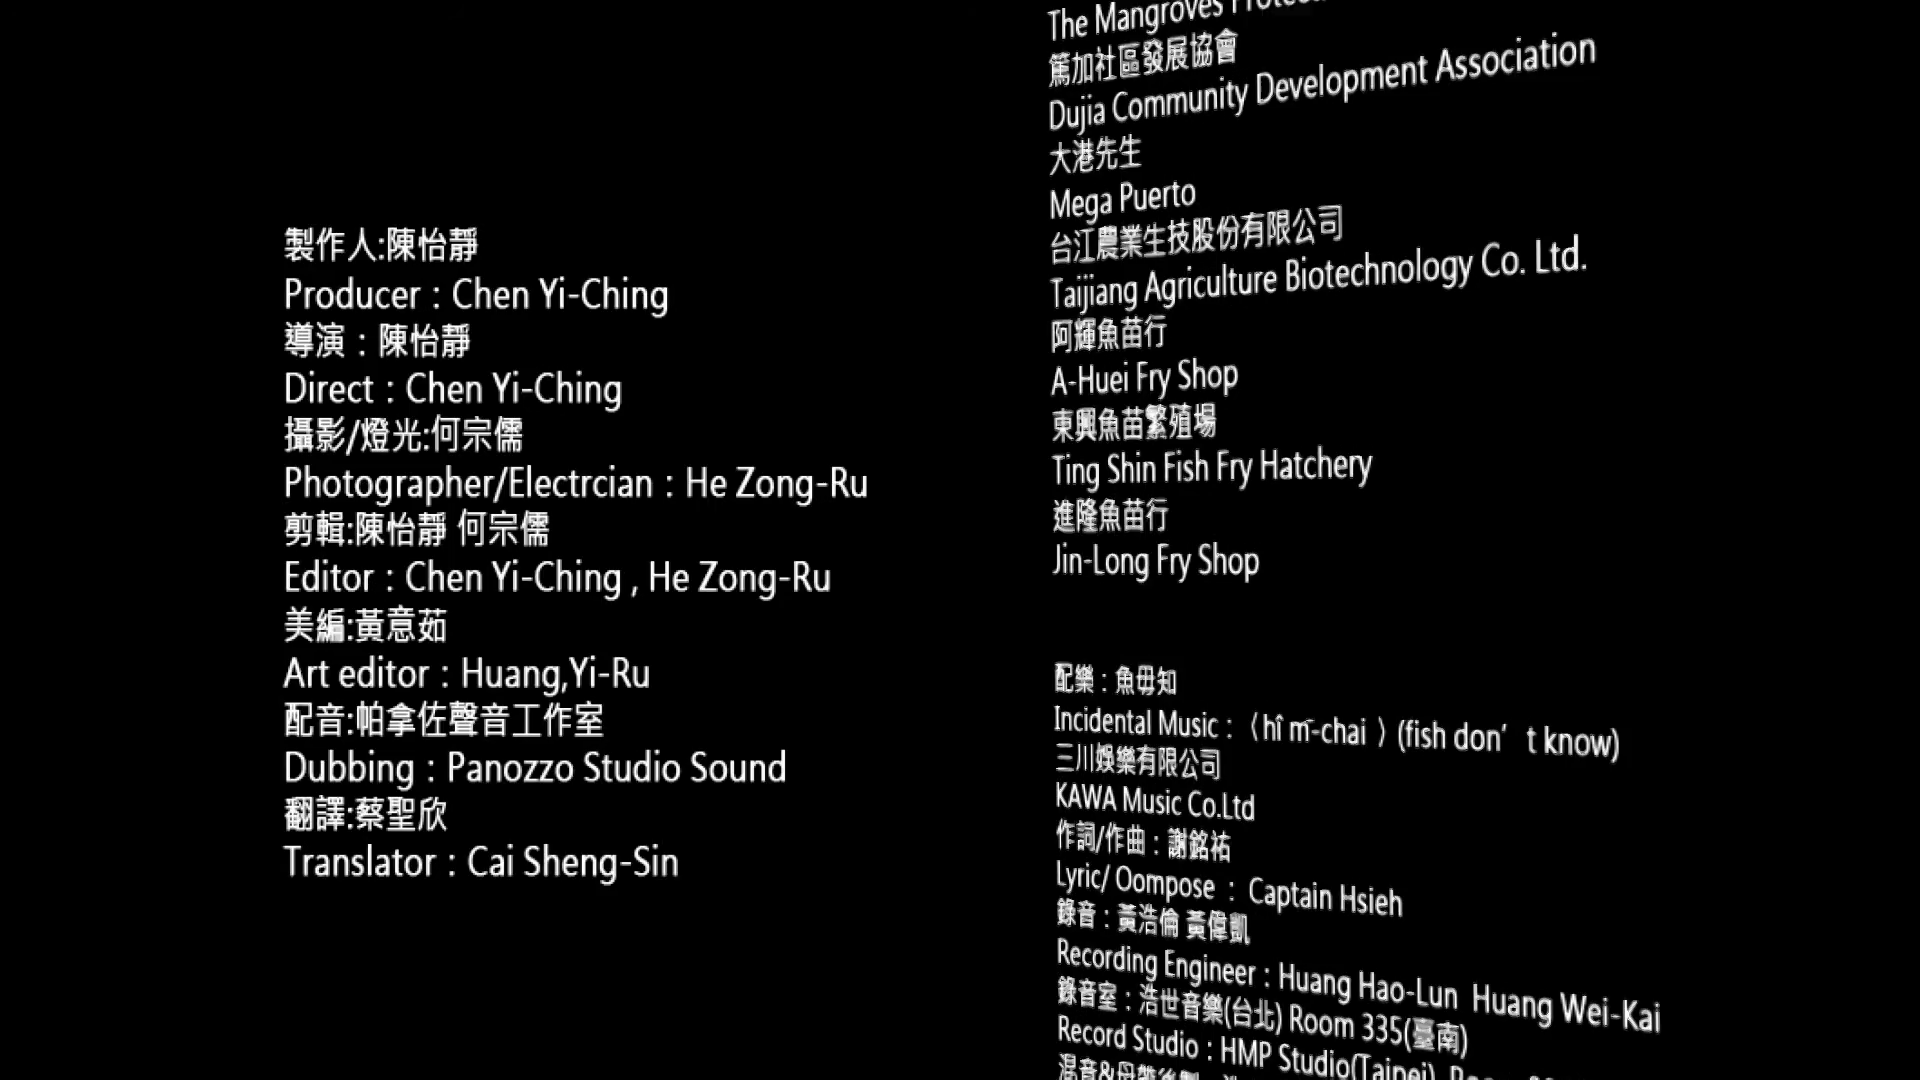 製作人:陳怡靜
Producer : Chen Yi-Ching
導演 : 陳怡靜
Direct : Chen Yi-Ching
攝影/燈光:何宗儒
Photographer/Electrcian : He Zong-Ru
剪輯:陳怡靜 何宗儒
Editor : Chen Yi-Ching , He Zong-Ru
美編:黃意茹
Art editor : Huang,Yi-Ru
配音:帕拿佐聲音工作室
Dubbing : Panozzo Studio Sound
翻譯:蔡聖欣
Translator : Cai Sheng-Sin
The Mangroves
篤加社區發展協會
Dujia Community Development Association
大港先生
Mega Puerto
台江農業生技股份有限公司
Taijiang Agriculture Biotechnology Co. Ltd.
阿輝魚苗行
A-Huei Fry Shop
東興魚苗繁殖場
Ting Shin Fish Fry Hatchery
進隆魚苗行
Jin-Long Fry Shop
配樂 : 魚毋知
Incidental Music : 〈hî m̄-chai 〉(fish don’t know)
三川娛樂有限公司
KAWA Music Co.Ltd
作詞/作曲 : 謝銘祐
Lyric/ Oompose : Captain Hsieh
錄音 : 黃浩倫 黃偉凱
Recording Engineer : Huang Hao-Lun Huang Wei-Kai
錄音室 : 浩世音樂(台北) Room 335(臺南)
Record Studio : HMP Studio(Taipei)